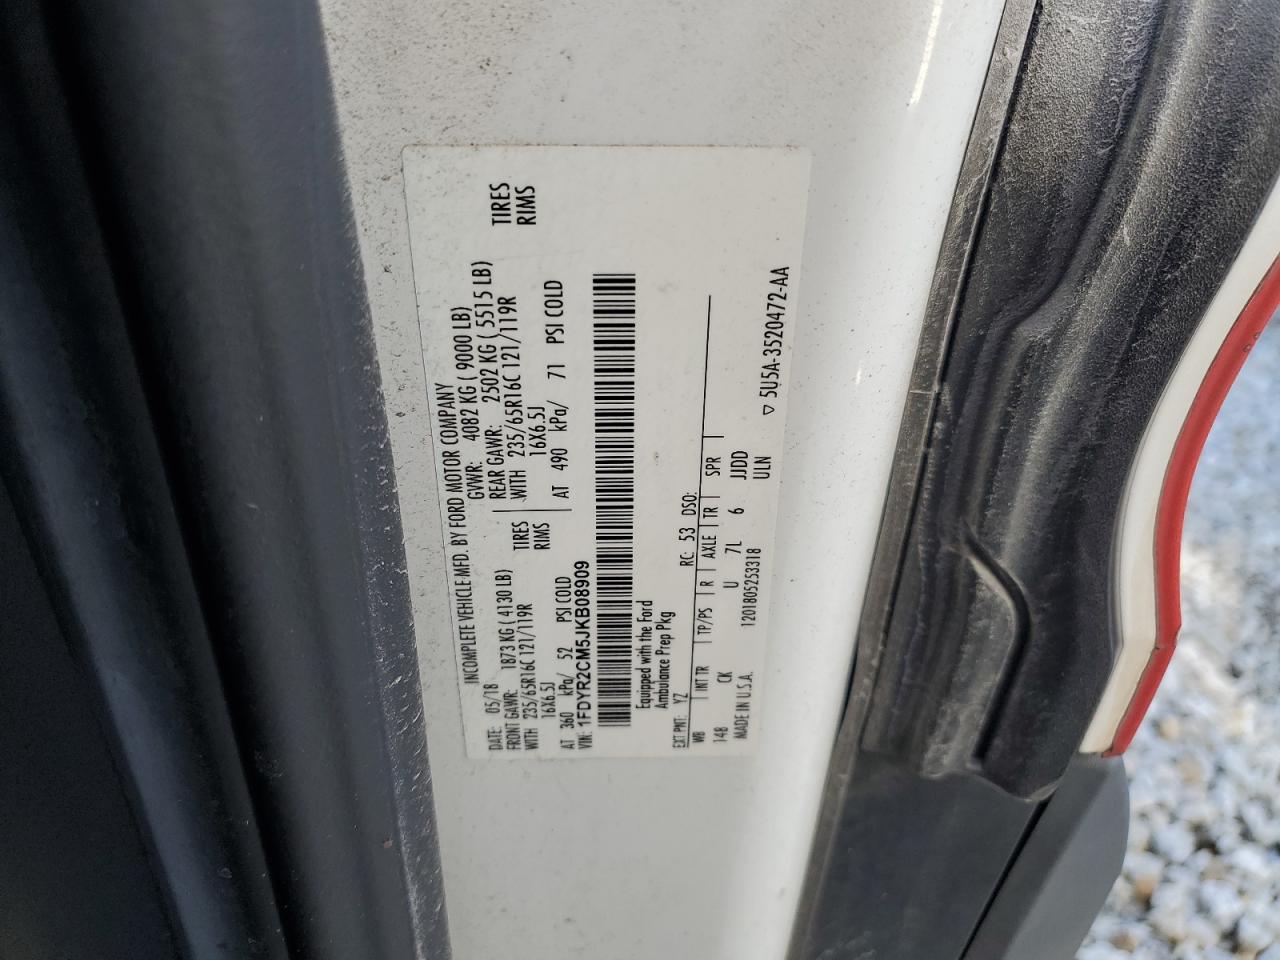 INCOMPLETE VEHICLE MFD. BY FORD MOTOR COMPANY
DATE: 05/18 GVWR: 4082 KG ( 9000 LB)
FRONT GAWR: 1873 KG ( 4130 LB) REAR GAWR: 2502 KG ( 5515 LB)
WITH 235/65R16C 121/119R TIRES WITH 235/65R16C 121/119R TIRES
16X6.5J RIMS 16X6.5J RIMS
AT 360 kPa/ 52 PSI COLD AT 490 kPa/ 71 PSI COLD
VIN: 1FDYR2CM5JKB08909
Equipped with the Ford
Ambulance Prep Pkg
EXT PNT: YZ RC: 53 DSO:
WB INT TR TP/PS R AXLE TR SPR
148 CK U 7L 6 JJDD
MADE IN U.S.A. 1201805253318 ULN
▽ 5U5A-3520472-AA